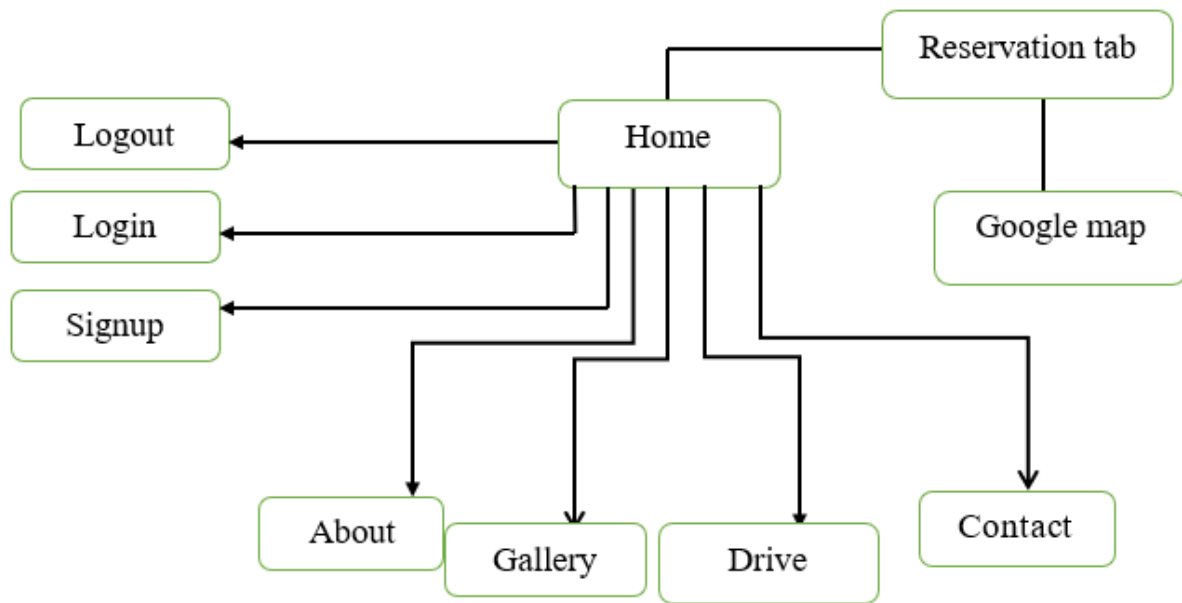 Reservation tab
Home
Logout
Login
Google map
Signup
About
Gallery
Drive
Contact